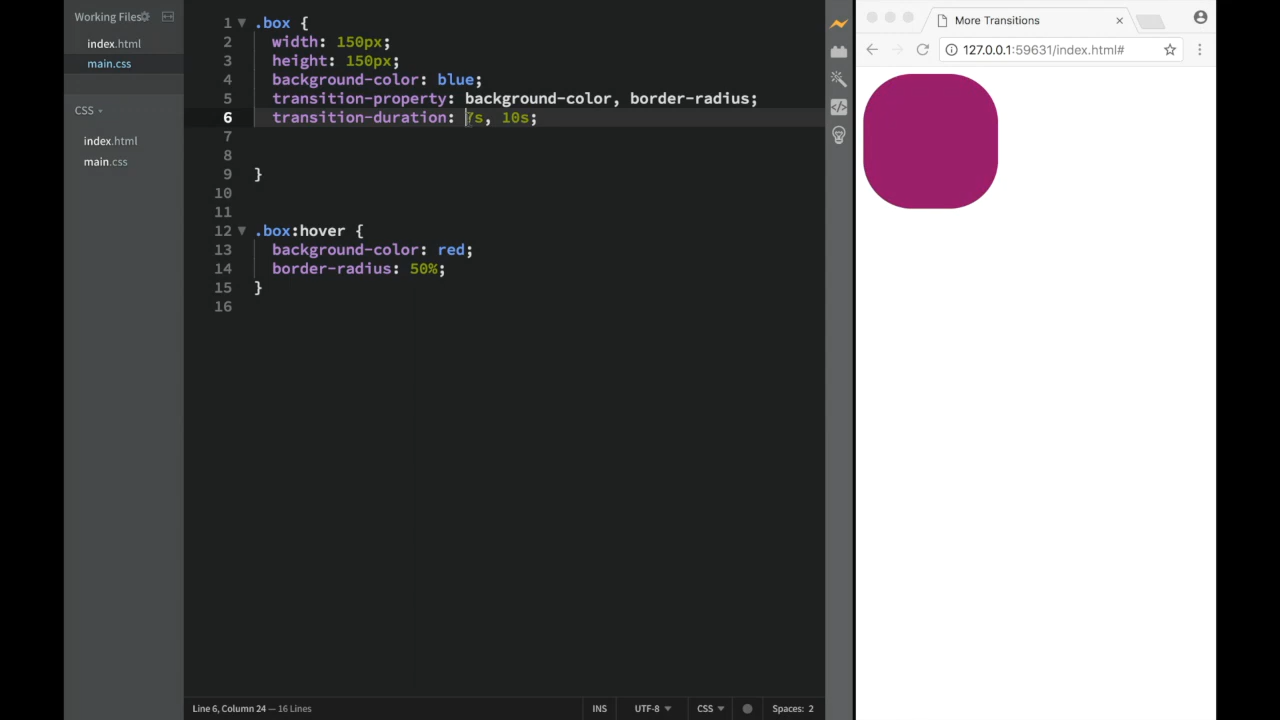 Working Files
index.html
main.css
CSS
index.html
main.css
1 .box {
2 width: 150px;
3 height: 150px;
4 background-color: blue;
5 transition-property: background-color, border-radius;
6 transition-duration: 7s, 10s;
7
8
9 }
10
11
12 .box:hover {
13 background-color: red;
14 border-radius: 50%;
15 }
16
Line 6, Column 24 — 16 Lines
INS
UTF-8
CSS
Spaces: 2
More Transitions
127.0.0.1:59631/index.html#